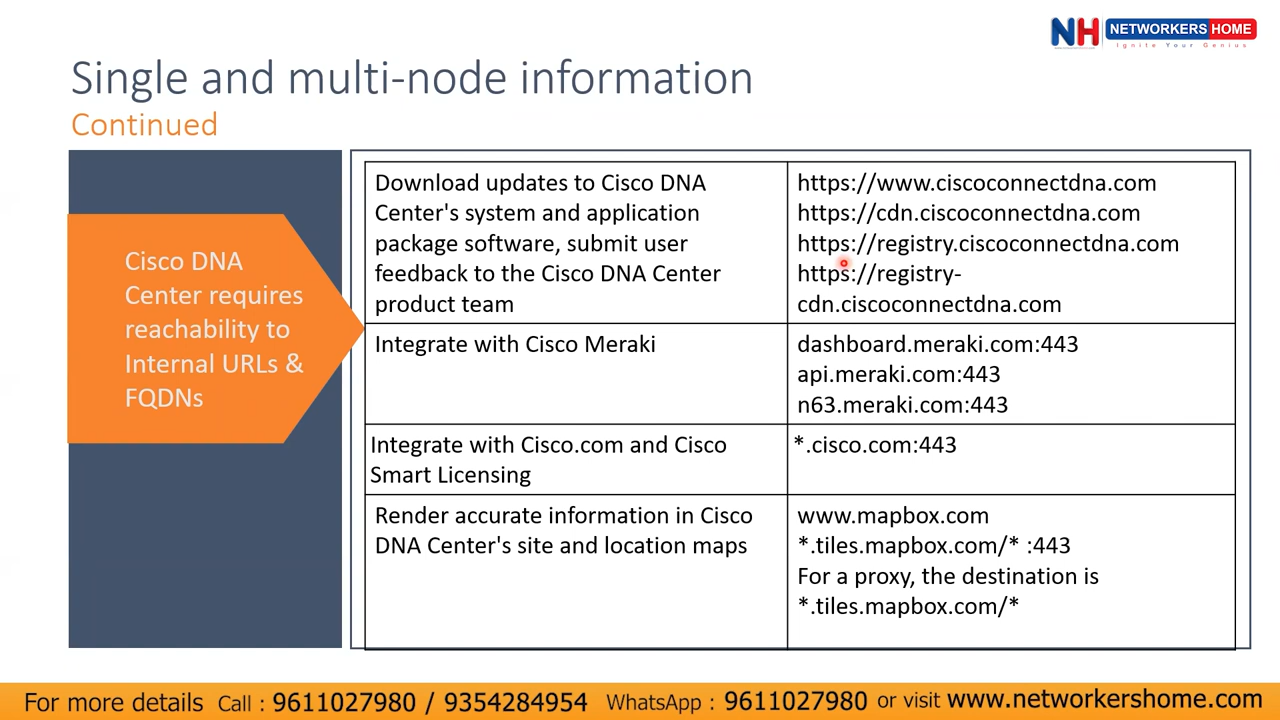 NH NETWORKERS HOME
Ignite Your Genius
Single and multi-node information
Continued
Cisco DNA
Center requires
reachability to
Internal URLs &
FQDNs
Download updates to Cisco DNA
Center's system and application
package software, submit user
feedback to the Cisco DNA Center
product team
https://www.ciscoconnectdna.com
https://cdn.ciscoconnectdna.com
https://registry.ciscoconnectdna.com
https://registry-
cdn.ciscoconnectdna.com
Integrate with Cisco Meraki
dashboard.meraki.com:443
api.meraki.com:443
n63.meraki.com:443
Integrate with Cisco.com and Cisco
Smart Licensing
*.cisco.com:443
Render accurate information in Cisco
DNA Center's site and location maps
www.mapbox.com
*.tiles.mapbox.com/* :443
For a proxy, the destination is
*.tiles.mapbox.com/*
For more details Call : 9611027980 / 9354284954 WhatsApp : 9611027980 or visit www.networkershome.com